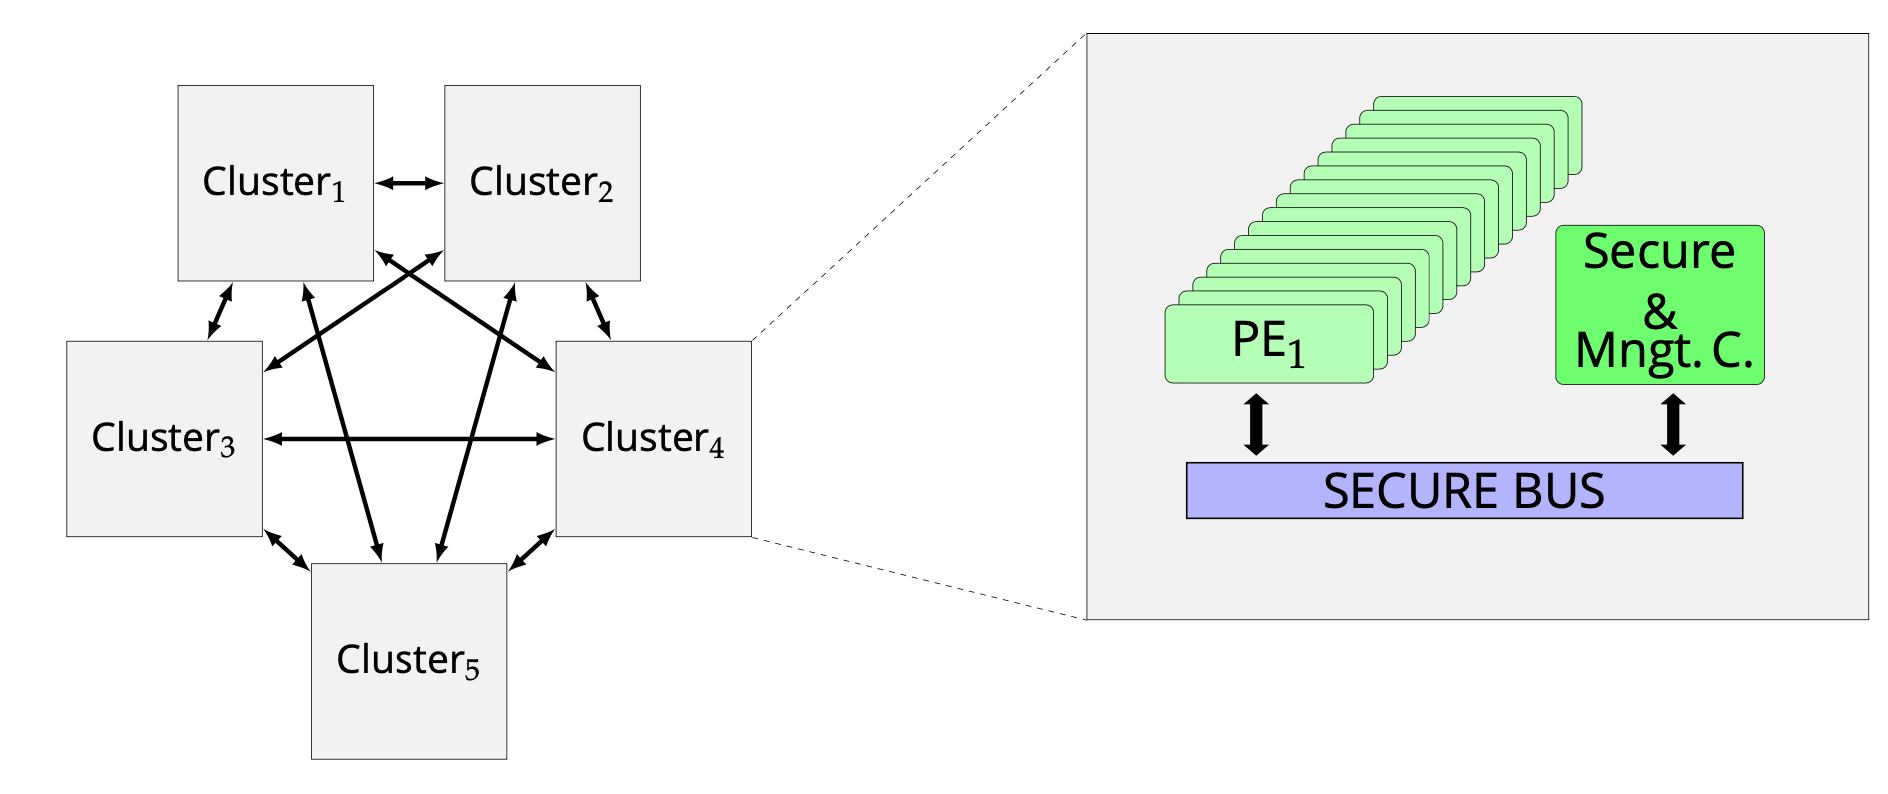 Cluster₁
Cluster₂
Cluster₃
Cluster₄
Cluster₅
PE₁
Secure
&
Mngt. C.
SECURE BUS